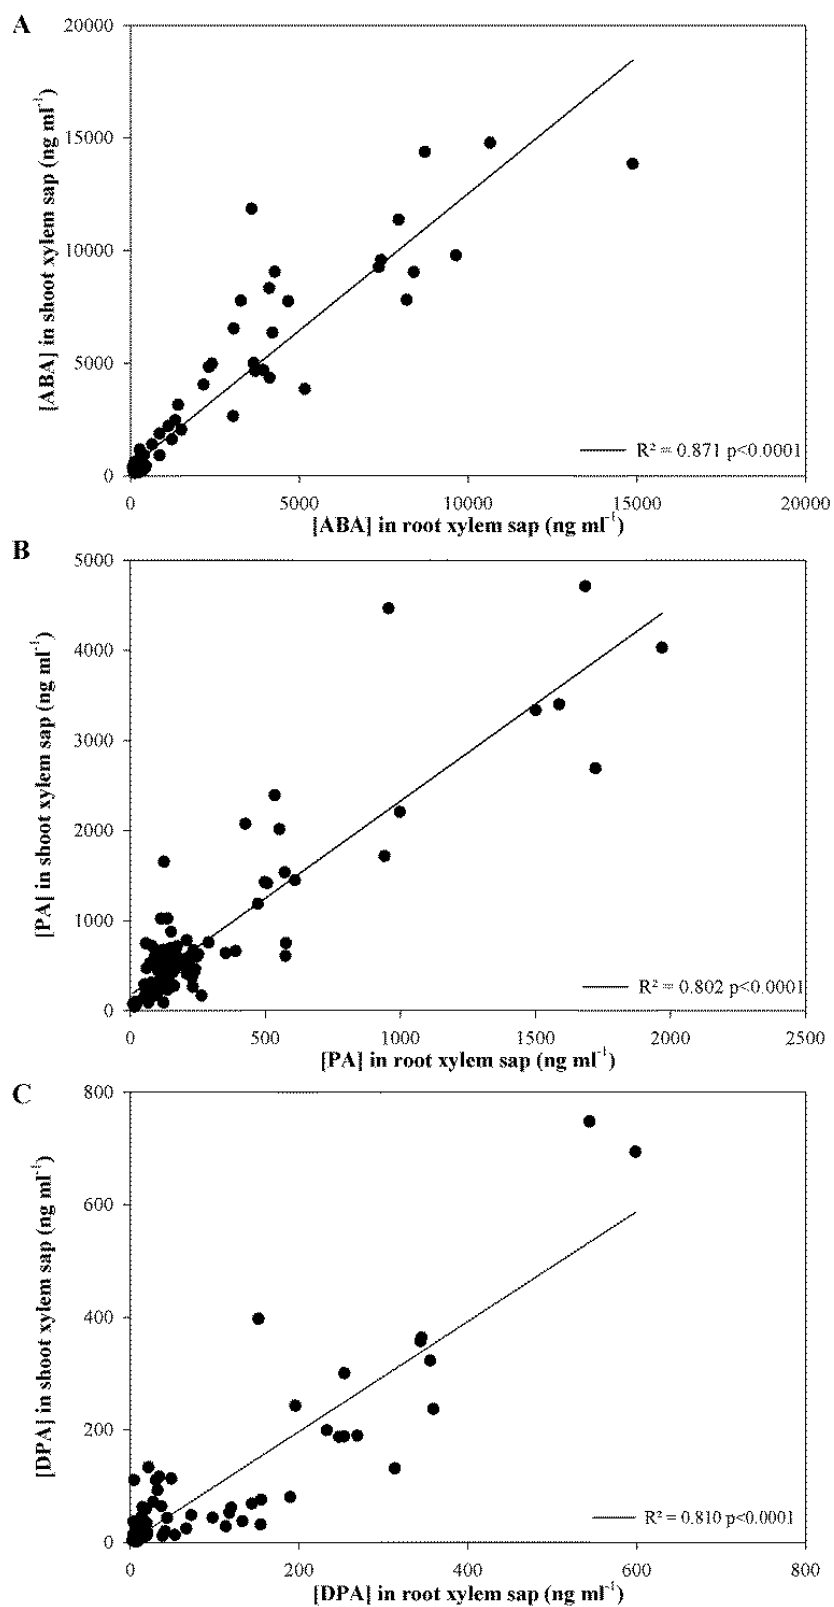 A
20000
15000
10000
5000
0
[ABA] in shoot xylem sap (ng ml⁻¹)
R² = 0.871 p<0.0001
0 5000 10000 15000 20000
[ABA] in root xylem sap (ng ml⁻¹)
B
5000
4000
3000
2000
1000
0
[PA] in shoot xylem sap (ng ml⁻¹)
R² = 0.802 p<0.0001
0 500 1000 1500 2000 2500
[PA] in root xylem sap (ng ml⁻¹)
C
800
600
400
200
0
[DPA] in shoot xylem sap (ng ml⁻¹)
R² = 0.810 p<0.0001
0 200 400 600 800
[DPA] in root xylem sap (ng ml⁻¹)